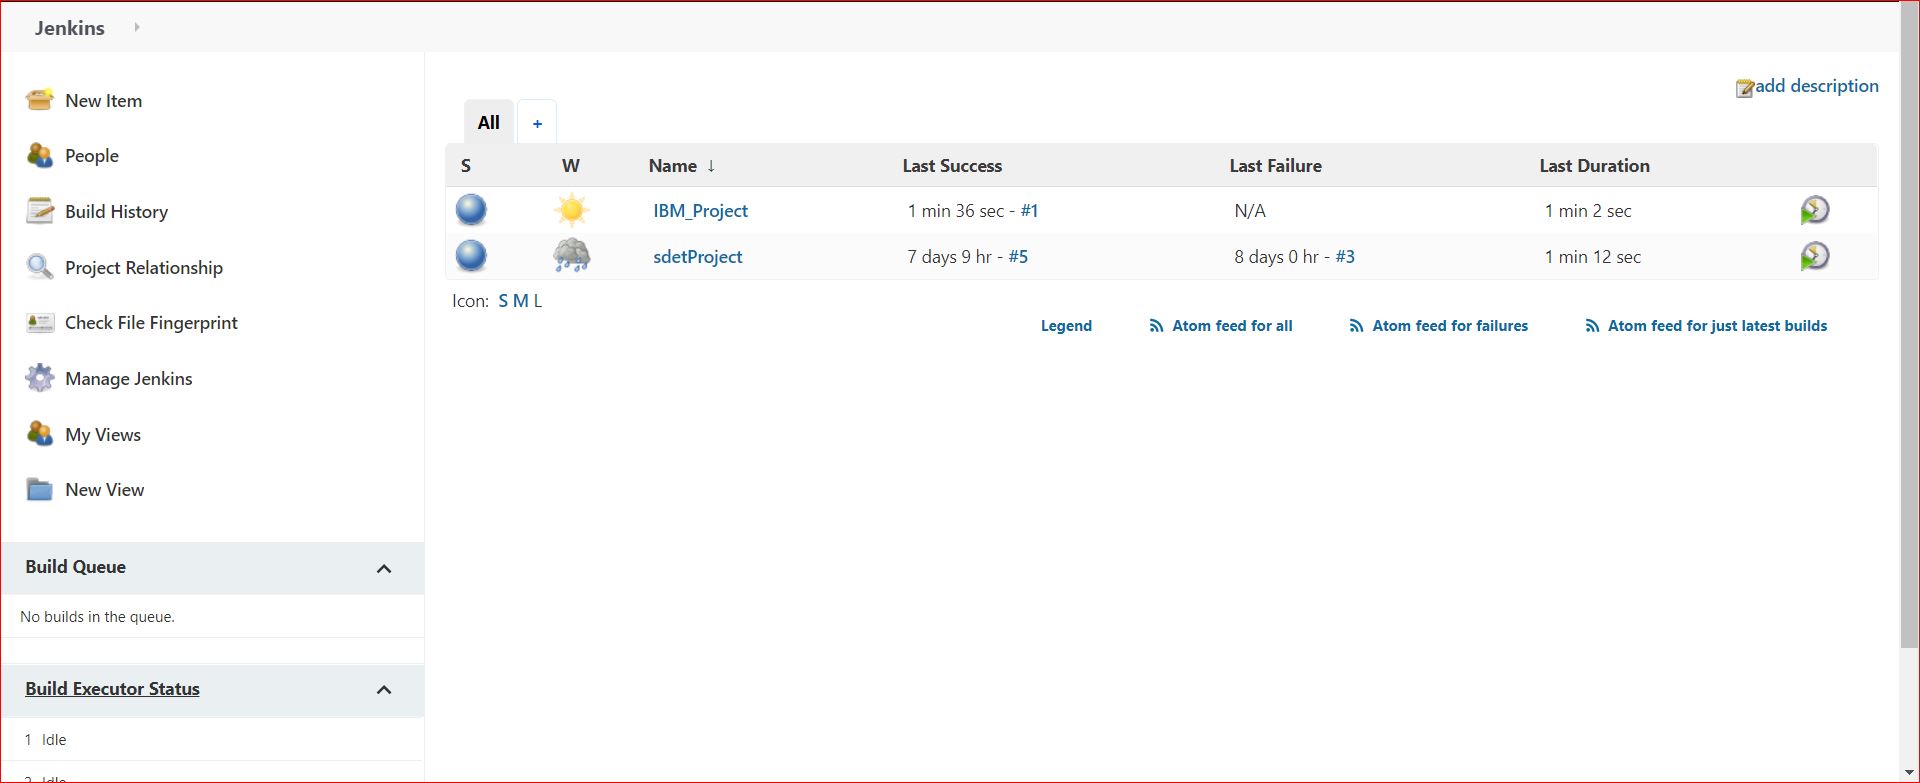 Jenkins
New Item
People
Build History
Project Relationship
Check File Fingerprint
Manage Jenkins
My Views
New View
Build Queue
No builds in the queue.
Build Executor Status
1 Idle
2 Idle
add description
All +
S W Name ↓ Last Success Last Failure Last Duration
IBM_Project 1 min 36 sec - #1 N/A 1 min 2 sec
sdetProject 7 days 9 hr - #5 8 days 0 hr - #3 1 min 12 sec
Icon: S M L
Legend Atom feed for all Atom feed for failures Atom feed for just latest builds